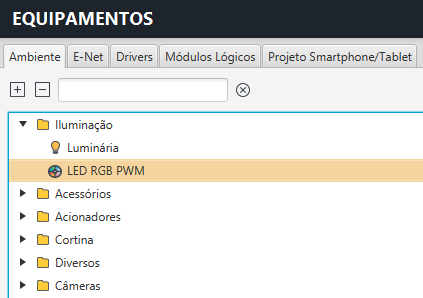 EQUIPAMENTOS
Ambiente E-Net Drivers Módulos Lógicos Projeto Smartphone/Tablet
Iluminação
Luminária
LED RGB PWM
Acessórios
Acionadores
Cortina
Diversos
Câmeras